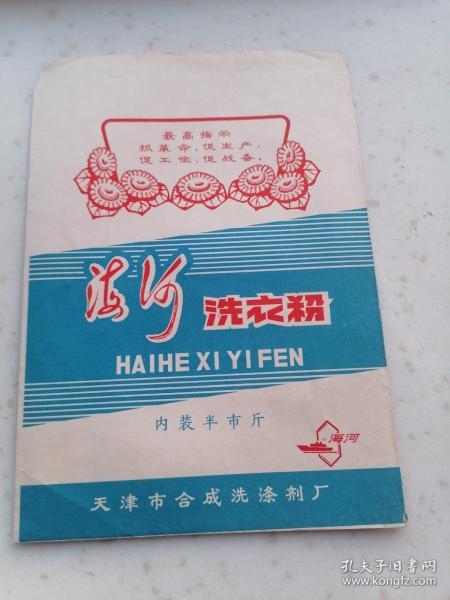 最高指示
抓革命，促生产，
促工作，促战备。
海河 洗衣粉
HAIHE XI YI FEN
内装半市斤
海河
天津市合成洗涤剂厂
孔夫子旧书网
www.kongfz.com